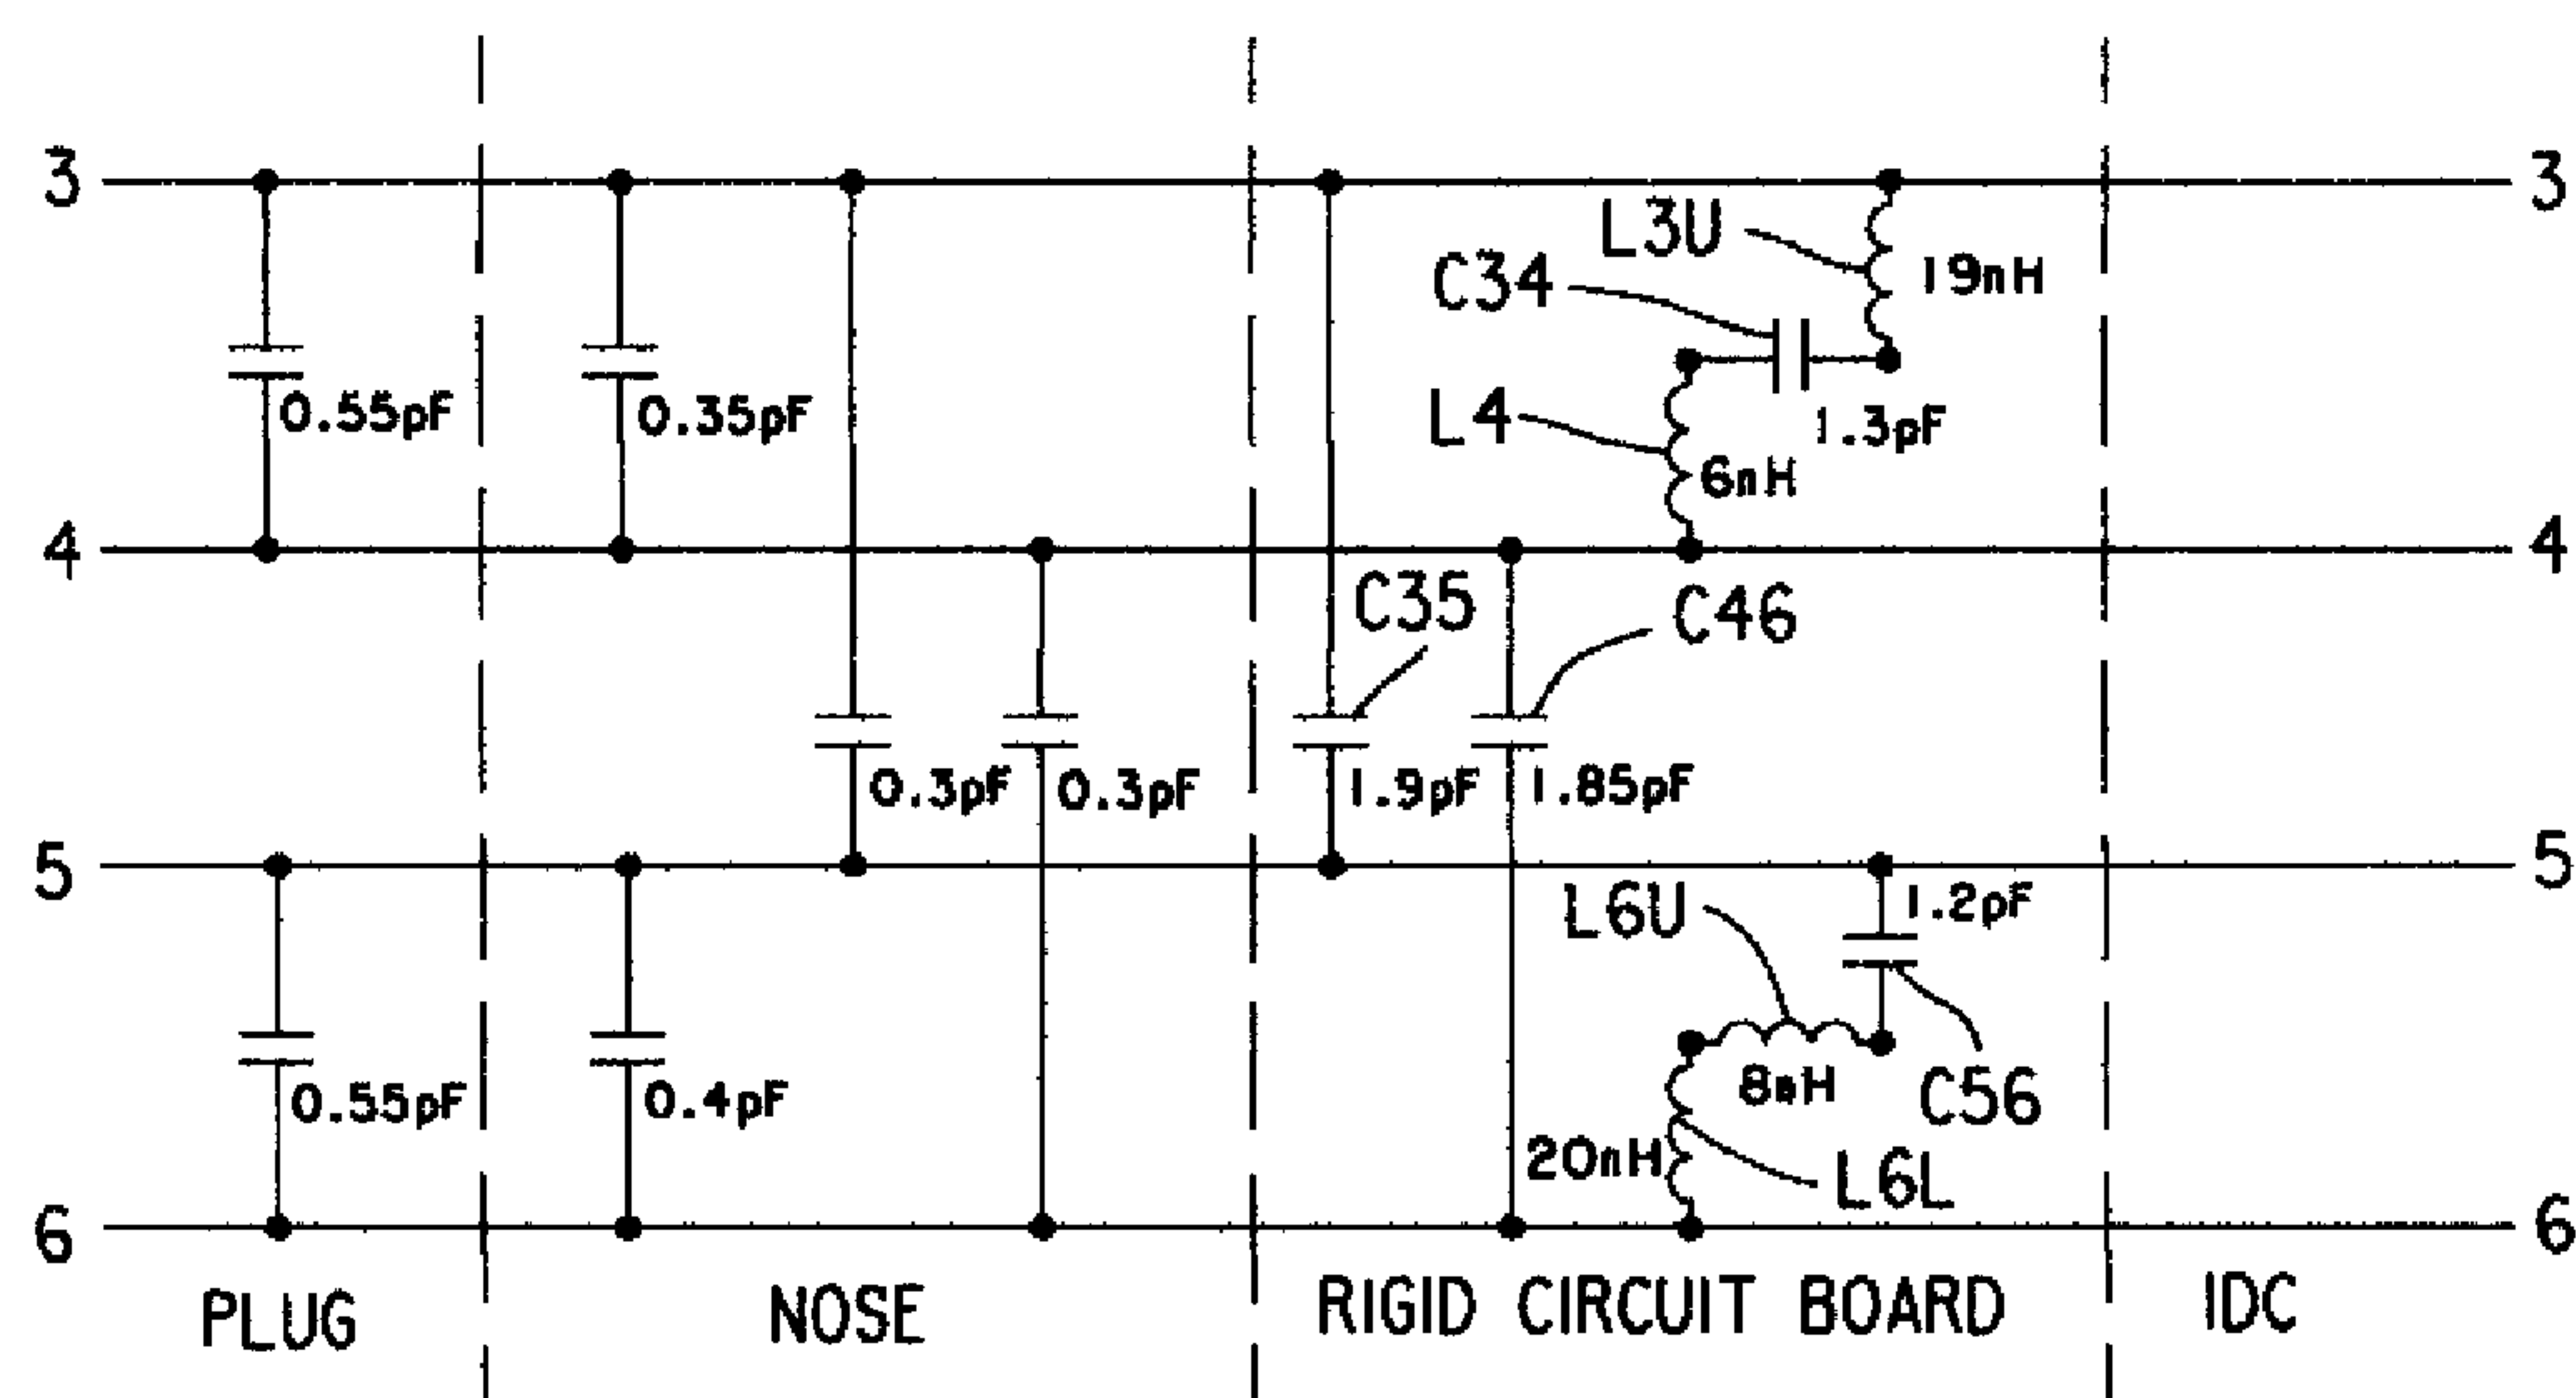 3
3
L3U
19nH
C34
0.55pF
0.35pF
L4
1.3pF
6nH
4
4
C35
C46
0.3pF
0.3pF
1.9pF
1.85pF
5
5
L6U
1.2pF
0.55pF
0.4pF
8nH
C56
20nH
L6L
6
6
PLUG
NOSE
RIGID CIRCUIT BOARD
IDC